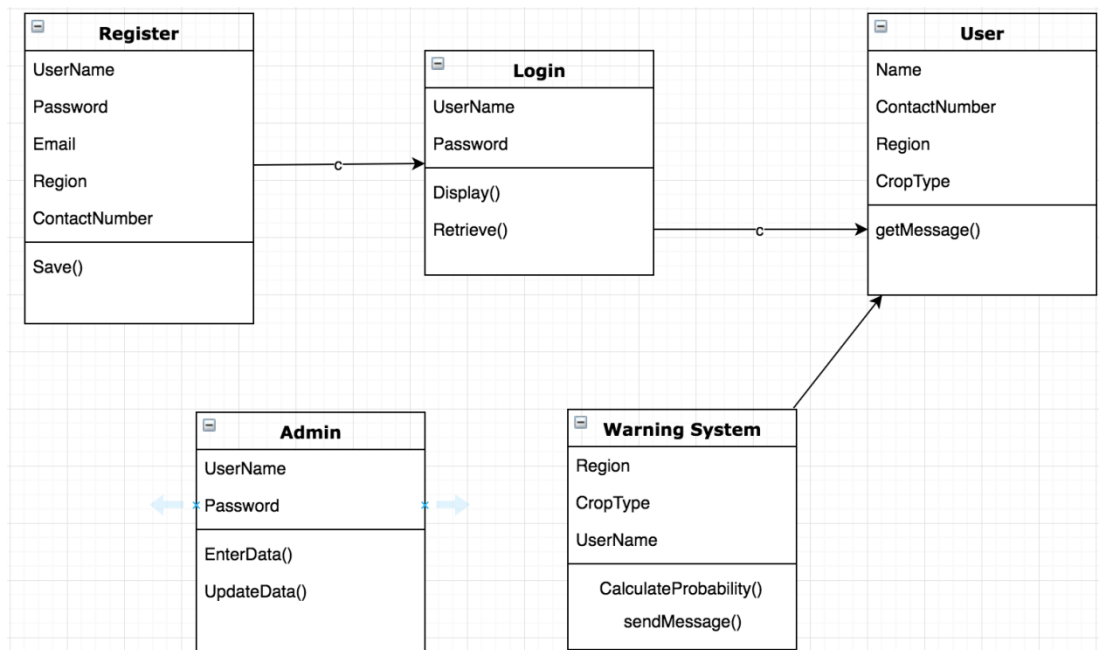 Register
UserName
Password
Email
Region
ContactNumber
Save()
c
Login
UserName
Password
Display()
Retrieve()
c
User
Name
ContactNumber
Region
CropType
getMessage()
Admin
UserName
Password
EnterData()
UpdateData()
Warning System
Region
CropType
UserName
CalculateProbability()
sendMessage()